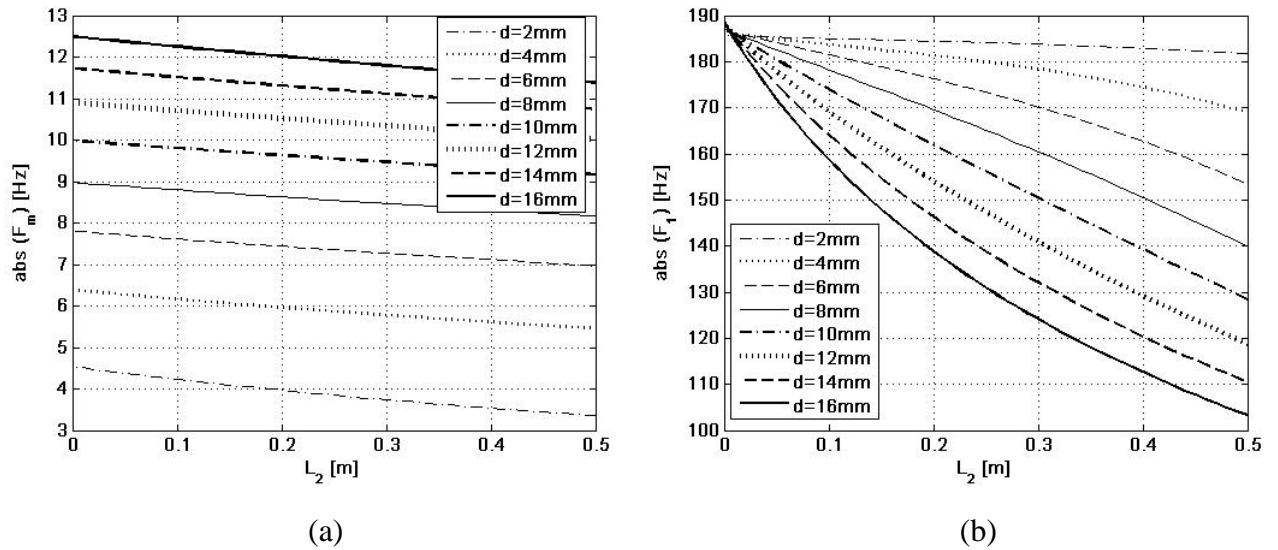 13
12
11
10
9
8
7
6
5
4
3
abs (F_m) [Hz]
0 0.1 0.2 0.3 0.4 0.5
L_2 [m]
d=2mm
d=4mm
d=6mm
d=8mm
d=10mm
d=12mm
d=14mm
d=16mm
(a)
190
180
170
160
150
140
130
120
110
100
abs (F_1) [Hz]
0 0.1 0.2 0.3 0.4 0.5
L_2 [m]
d=2mm
d=4mm
d=6mm
d=8mm
d=10mm
d=12mm
d=14mm
d=16mm
(b)